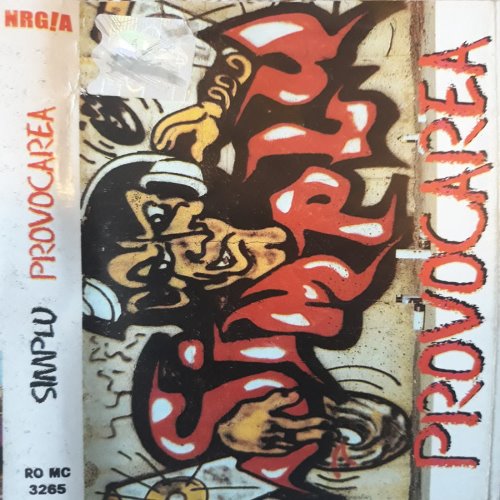 NRG!A
SIMPLU PROVOCAREA
RO MC
3265
SIMPLU
PROVOCAREA